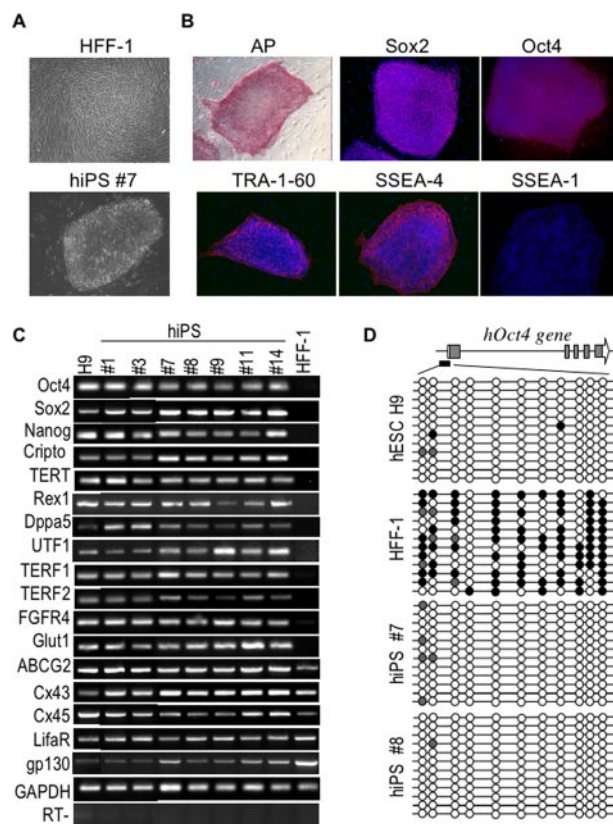 A
HFF-1
hiPS #7
B
AP Sox2 Oct4
TRA-1-60 SSEA-4 SSEA-1
C
hiPS
H9 #1 #3 #7 #8 #9 #11 #14 HFF-1
Oct4
Sox2
Nanog
Cripto
TERT
Rex1
Dppa5
UTF1
TERF1
TERF2
FGFR4
Glut1
ABCG2
Cx43
Cx45
LifaR
gp130
GAPDH
RT-
D
hOct4 gene
hESC H9
HFF-1
hiPS #7
hiPS #8